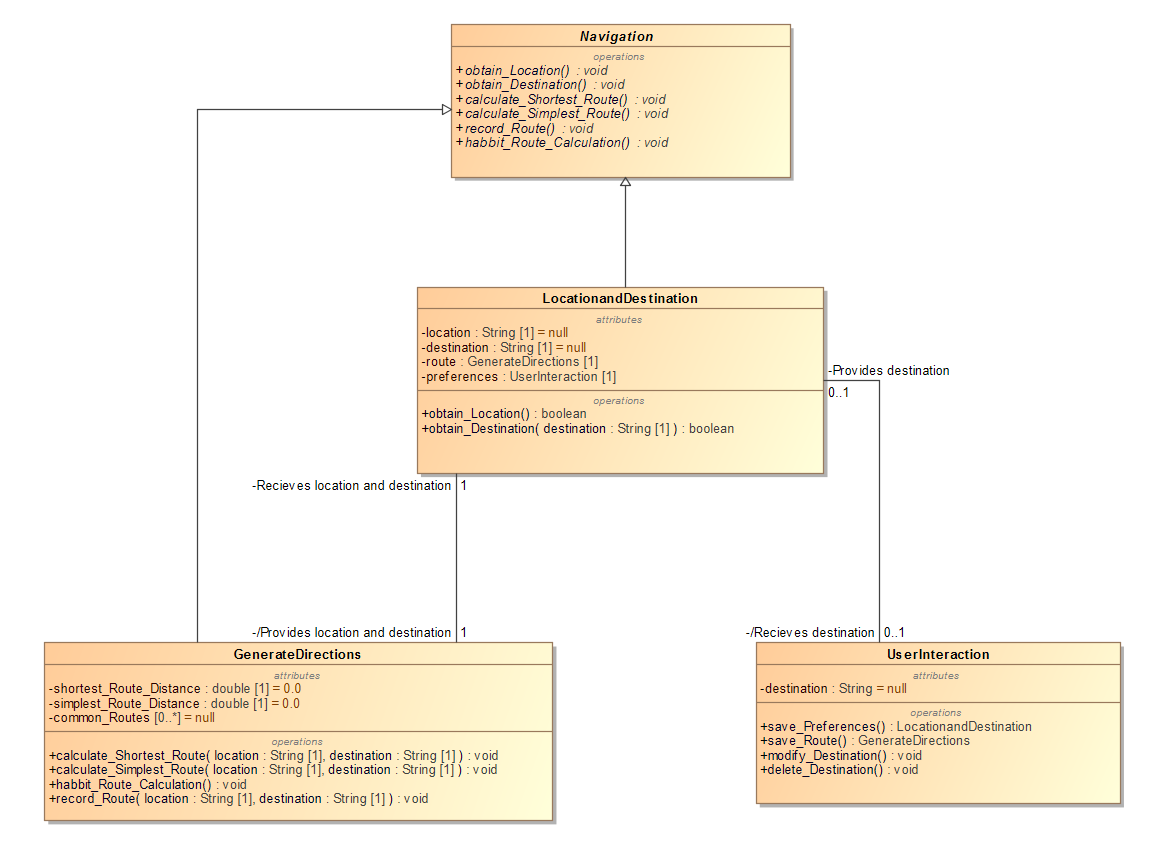 Navigation
operations
+obtain_Location() : void
+obtain_Destination() : void
+calculate_Shortest_Route() : void
+calculate_Simplest_Route() : void
+record_Route() : void
+habbit_Route_Calculation() : void
LocationandDestination
attributes
-location : String [1] = null
-destination : String [1] = null
-route : GenerateDirections [1]
-preferences : UserInteraction [1]
operations
+obtain_Location() : boolean
+obtain_Destination( destination : String [1] ) : boolean
-Provides destination
0..1
-Recieves location and destination 1
-/Provides location and destination 1
-/Recieves destination 0..1
GenerateDirections
attributes
-shortest_Route_Distance : double [1] = 0.0
-simplest_Route_Distance : double [1] = 0.0
-common_Routes [0..*] = null
operations
+calculate_Shortest_Route( location : String [1], destination : String [1] ) : void
+calculate_Simplest_Route( location : String [1], destination : String [1] ) : void
+habbit_Route_Calculation() : void
+record_Route( location : String [1], destination : String [1] ) : void
UserInteraction
attributes
-destination : String = null
operations
+save_Preferences() : LocationandDestination
+save_Route() : GenerateDirections
+modify_Destination() : void
+delete_Destination() : void